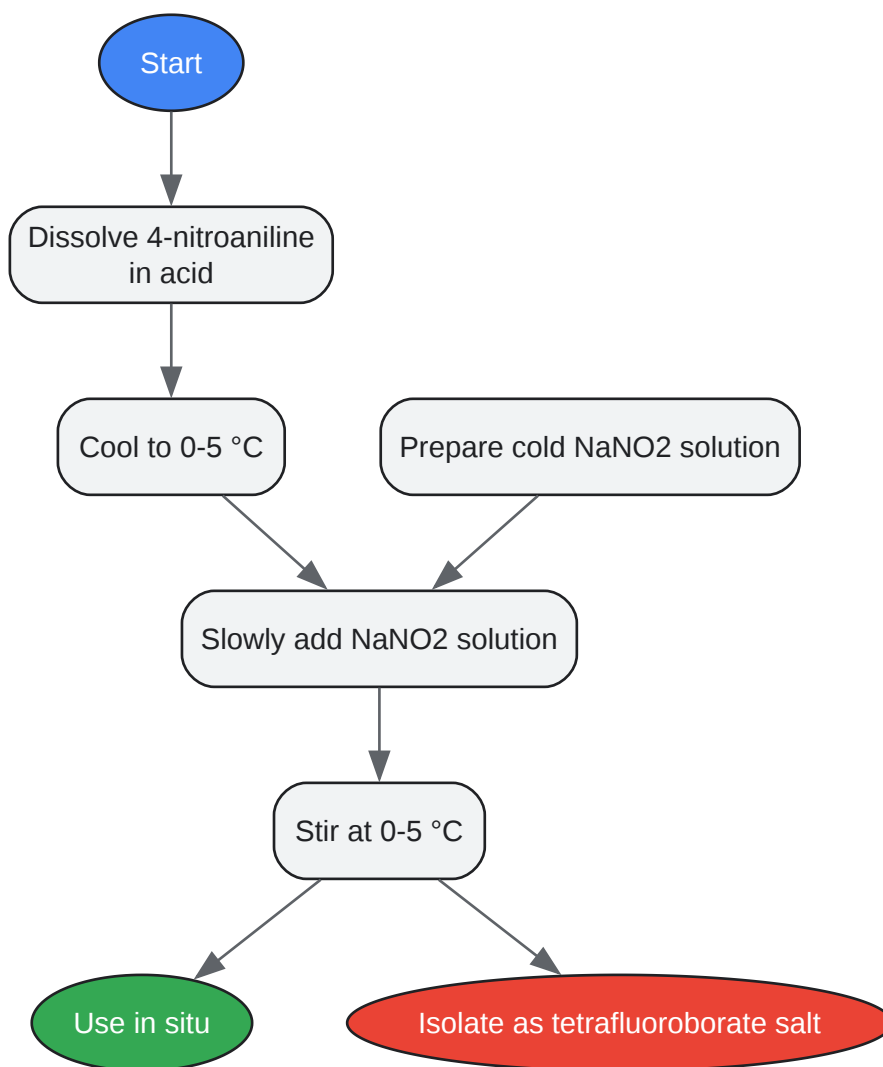 Start
Dissolve 4-nitroaniline
in acid
Cool to 0-5 °C
Prepare cold NaNO2 solution
Slowly add NaNO2 solution
Stir at 0-5 °C
Use in situ
Isolate as tetrafluoroborate salt